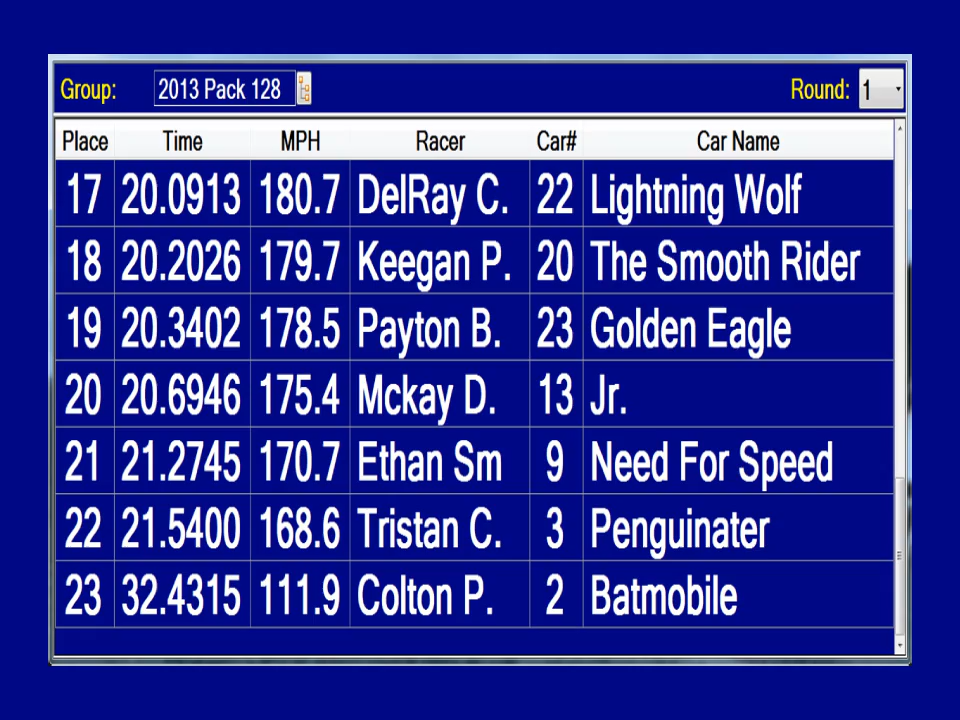 Group: 2013 Pack 128 Round: 1
Place Time MPH Racer Car# Car Name
17 20.0913 180.7 DelRay C. 22 Lightning Wolf
18 20.2026 179.7 Keegan P. 20 The Smooth Rider
19 20.3402 178.5 Payton B. 23 Golden Eagle
20 20.6946 175.4 Mckay D. 13 Jr.
21 21.2745 170.7 Ethan Sm 9 Need For Speed
22 21.5400 168.6 Tristan C. 3 Penguinater
23 32.4315 111.9 Colton P. 2 Batmobile